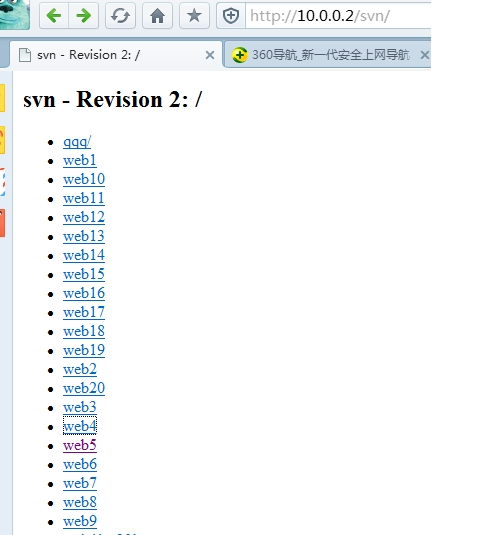 http://10.0.0.2/svn/
svn - Revision 2: /
360导航_新一代安全上网导航
svn - Revision 2: /
qqq/
web1
web10
web11
web12
web13
web14
web15
web16
web17
web18
web19
web2
web20
web3
web4
web5
web6
web7
web8
web9